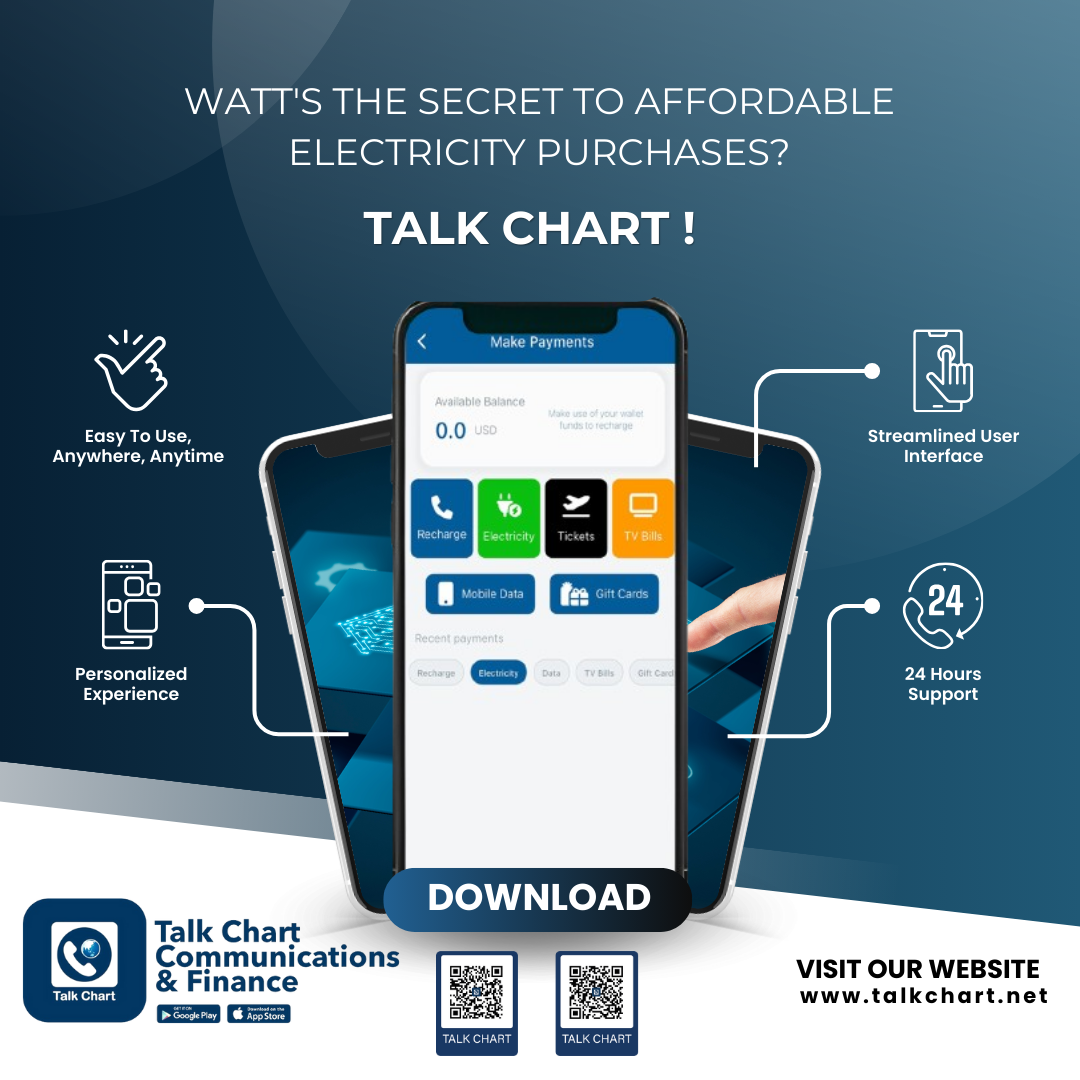 WATT'S THE SECRET TO AFFORDABLE
ELECTRICITY PURCHASES?
TALK CHART !
Easy To Use,
Anywhere, Anytime
Personalized
Experience
Make Payments
Available Balance
0.0 USD
Make use of your wallet
funds to recharge
Recharge
Electricity
Tickets
TV Bills
Mobile Data
Gift Cards
Recent payments
Recharge
Electricity
Data
TV Bills
Gift Card
Streamlined User
Interface
24
24 Hours
Support
DOWNLOAD
Talk Chart
Talk Chart
Communications
& Finance
GET IT ON
Google Play
Download on the
App Store
TALK CHART
TALK CHART
VISIT OUR WEBSITE
www.talkchart.net